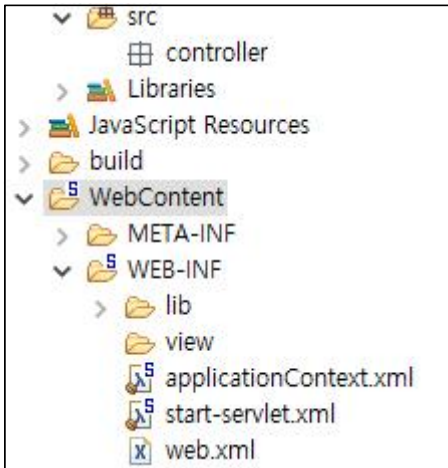 src
controller
Libraries
JavaScript Resources
build
WebContent
META-INF
WEB-INF
lib
view
applicationContext.xml
start-servlet.xml
web.xml